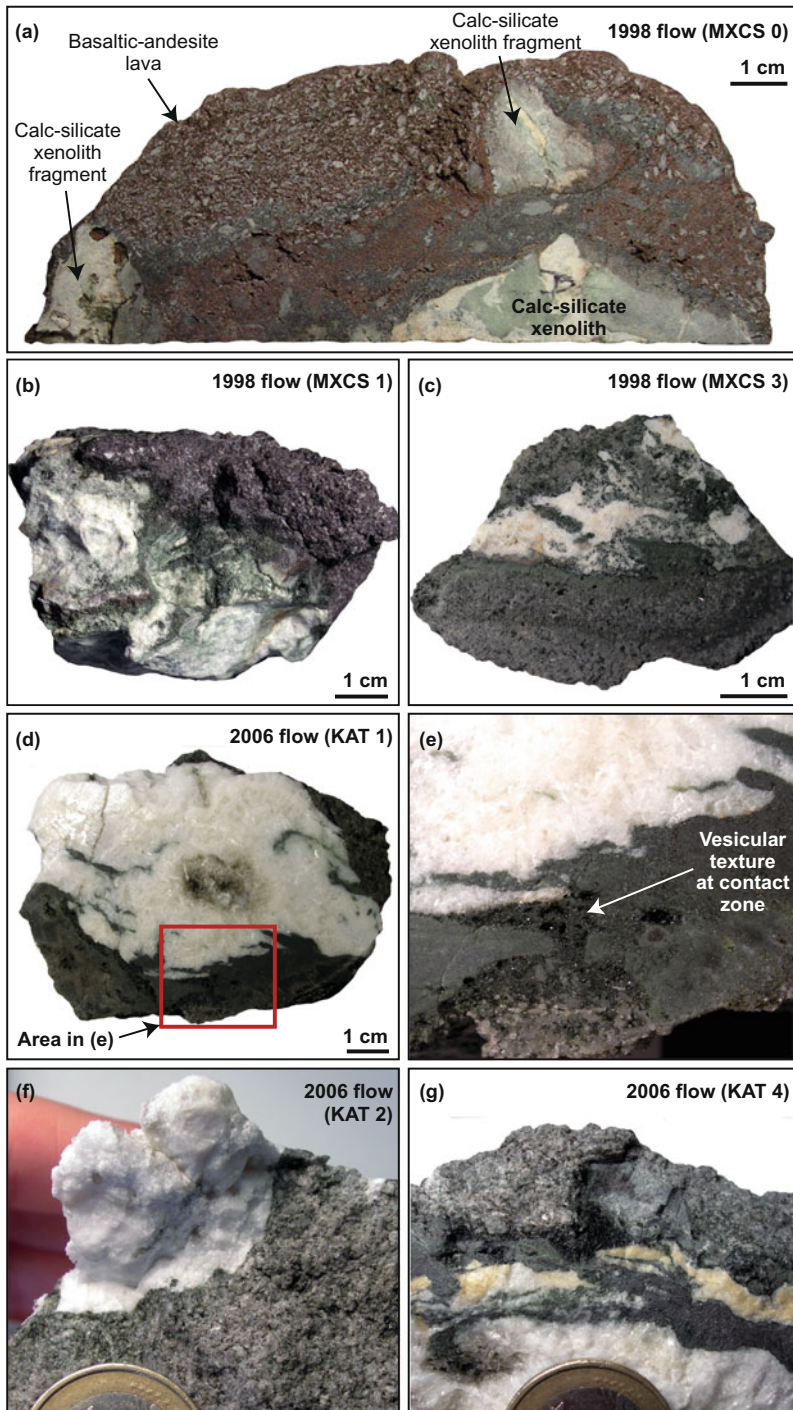 (a)
1998 flow (MXCS 0)
Basaltic-andesite
lava
Calc-silicate
xenolith fragment
1 cm
Calc-silicate
xenolith
fragment
Calc-silicate
xenolith
(b)
1998 flow (MXCS 1)
1 cm
(c)
1998 flow (MXCS 3)
1 cm
(d)
2006 flow (KAT 1)
Area in (e)
1 cm
(e)
Vesicular
texture
at contact
zone
(f)
2006 flow
(KAT 2)
(g)
2006 flow (KAT 4)